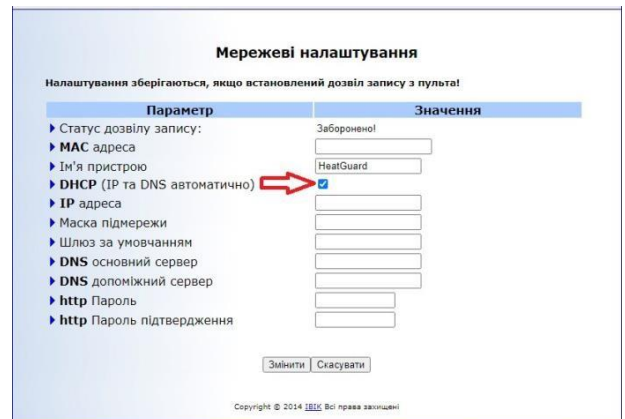 Мережеві налаштування
Налаштування зберігаються, якщо встановлений дозвіл запису з пульта!
Параметр Значення
Статус дозвілу запису: Заборонено!
MAC адреса
Ім'я пристрою HeatGuard
DHCP (IP та DNS автоматично)
IP адреса
Маска підмережи
Шлюз за умовчанням
DNS основний сервер
DNS допоміжний сервер
http Пароль
http Пароль підтвердження
Змінити Скасувати
Copyright © 2014 ІВІК Всі права захищені